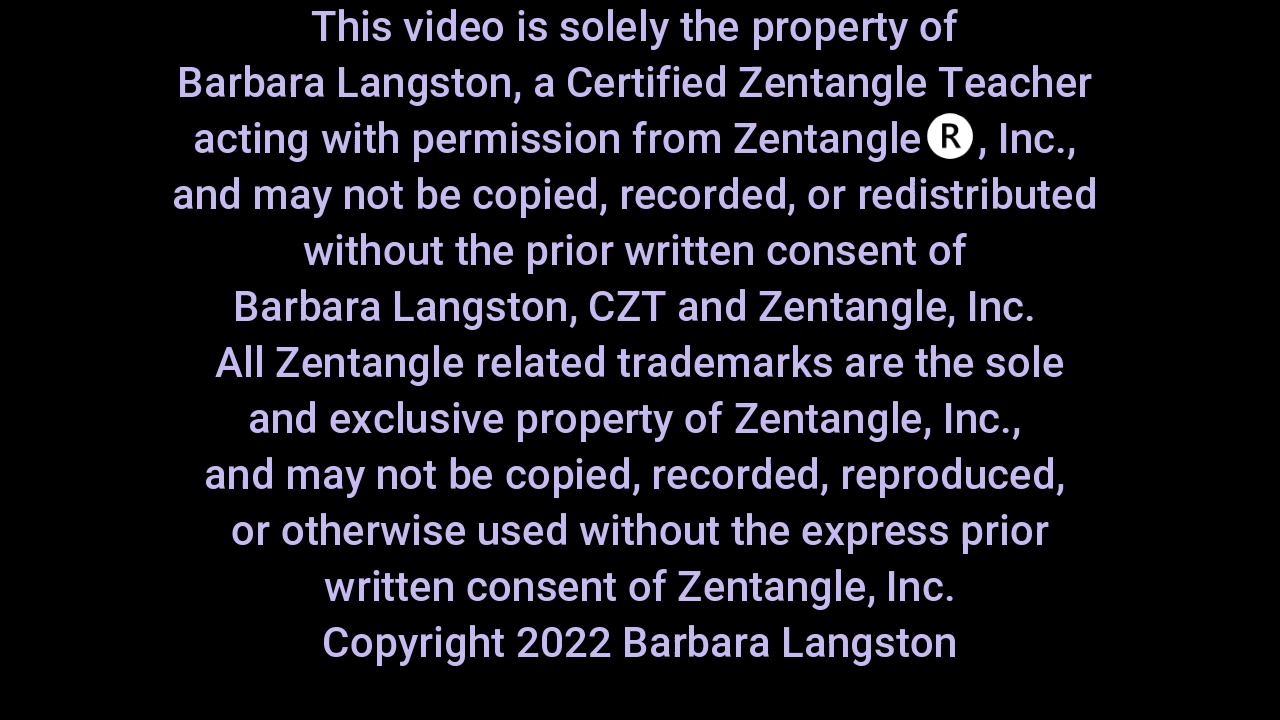 This video is solely the property of
Barbara Langston, a Certified Zentangle Teacher
acting with permission from Zentangle®, Inc.,
and may not be copied, recorded, or redistributed
without the prior written consent of
Barbara Langston, CZT and Zentangle, Inc.
All Zentangle related trademarks are the sole
and exclusive property of Zentangle, Inc.,
and may not be copied, recorded, reproduced,
or otherwise used without the express prior
written consent of Zentangle, Inc.
Copyright 2022 Barbara Langston